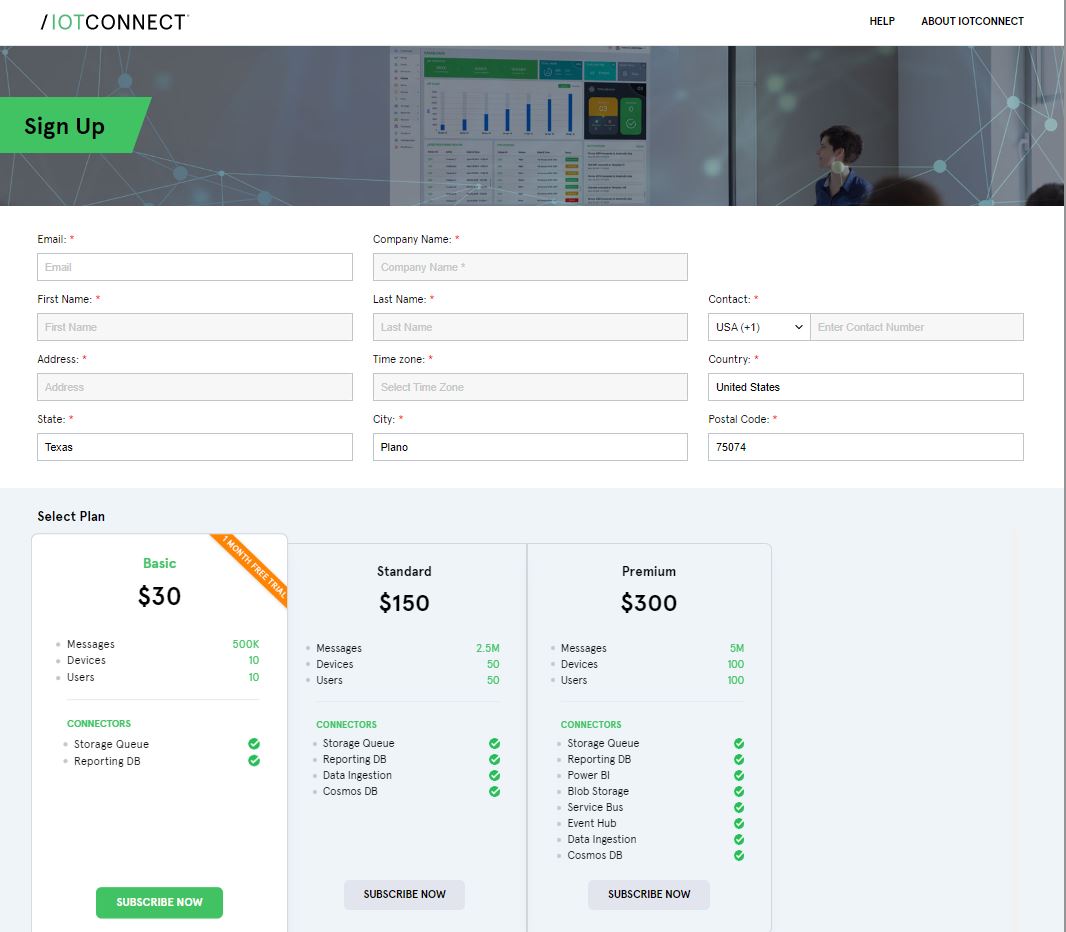 /IOTCONNECT
HELP ABOUT IOTCONNECT
Sign Up
Email: * Company Name: *
Email Company Name *
First Name: * Last Name: * Contact: *
First Name Last Name USA (+1) Enter Contact Number
Address: * Time zone: * Country: *
Address Select Time Zone United States
State: * City: * Postal Code: *
Texas Plano 75074
Select Plan
1 MONTH FREE TRIAL
Basic
$30
Messages 500K
Devices 10
Users 10
CONNECTORS
Storage Queue
Reporting DB
SUBSCRIBE NOW
Standard
$150
Messages 2.5M
Devices 50
Users 50
CONNECTORS
Storage Queue
Reporting DB
Data Ingestion
Cosmos DB
SUBSCRIBE NOW
Premium
$300
Messages 5M
Devices 100
Users 100
CONNECTORS
Storage Queue
Reporting DB
Power BI
Blob Storage
Service Bus
Event Hub
Data Ingestion
Cosmos DB
SUBSCRIBE NOW